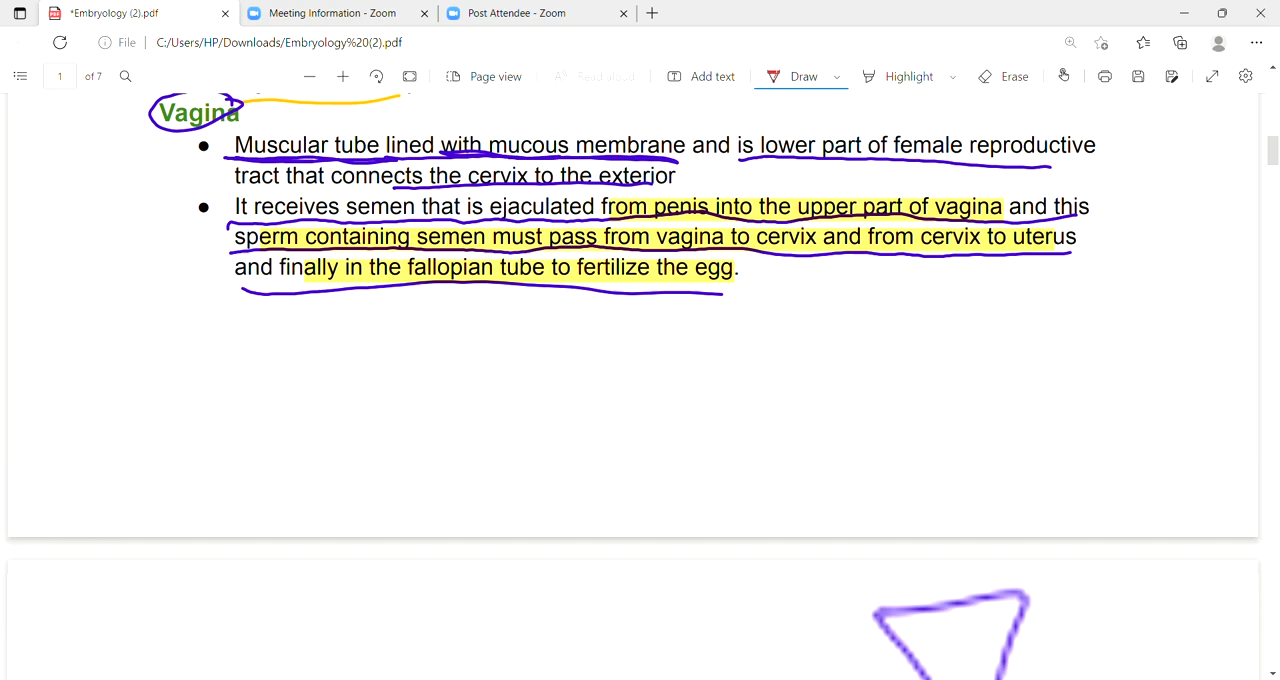 *Embryology (2).pdf
Meeting Information - Zoom
Post Attendee - Zoom
File
C:/Users/HP/Downloads/Embryology%20(2).pdf
1 of 7
Page view
Read aloud
Add text
Draw
Highlight
Erase
Vagina
● Muscular tube lined with mucous membrane and is lower part of female reproductive
tract that connects the cervix to the exterior
● It receives semen that is ejaculated from penis into the upper part of vagina and this
sperm containing semen must pass from vagina to cervix and from cervix to uterus
and finally in the fallopian tube to fertilize the egg.